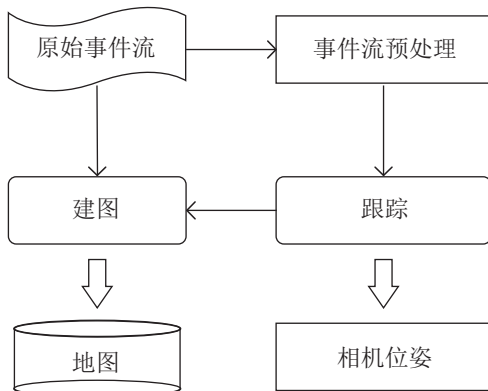 原始事件流
事件流预处理
建图
跟踪
地图
相机位姿